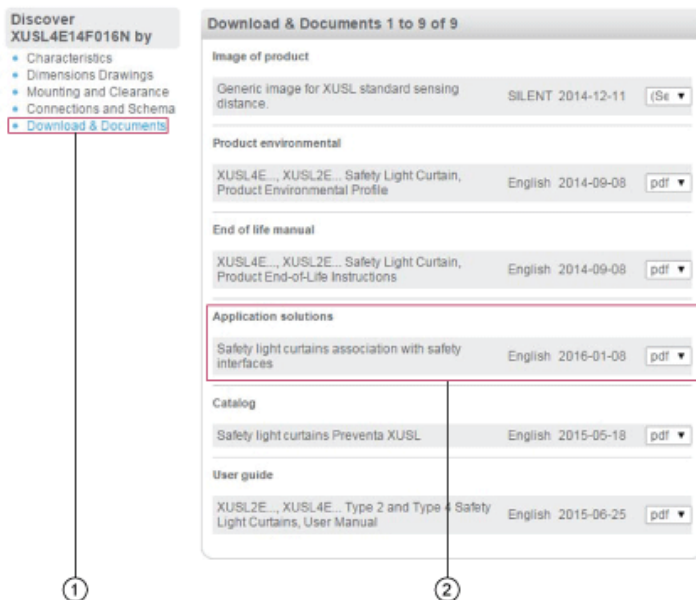 Discover
XUSL4E14F016N by
Characteristics
Dimensions Drawings
Mounting and Clearance
Connections and Schema
Download & Documents
Download & Documents 1 to 9 of 9
Image of product
Generic image for XUSL standard sensing
distance.
SILENT 2014-12-11 (Se
Product environmental
XUSL4E..., XUSL2E... Safety Light Curtain,
Product Environmental Profile
English 2014-09-08 pdf
End of life manual
XUSL4E..., XUSL2E... Safety Light Curtain,
Product End-of-Life Instructions
English 2014-09-08 pdf
Application solutions
Safety light curtains association with safety
interfaces
English 2016-01-08 pdf
Catalog
Safety light curtains Preventa XUSL English 2015-05-18 pdf
User guide
XUSL2E..., XUSL4E... Type 2 and Type 4 Safety
Light Curtains, User Manual
English 2015-06-25 pdf
1
2